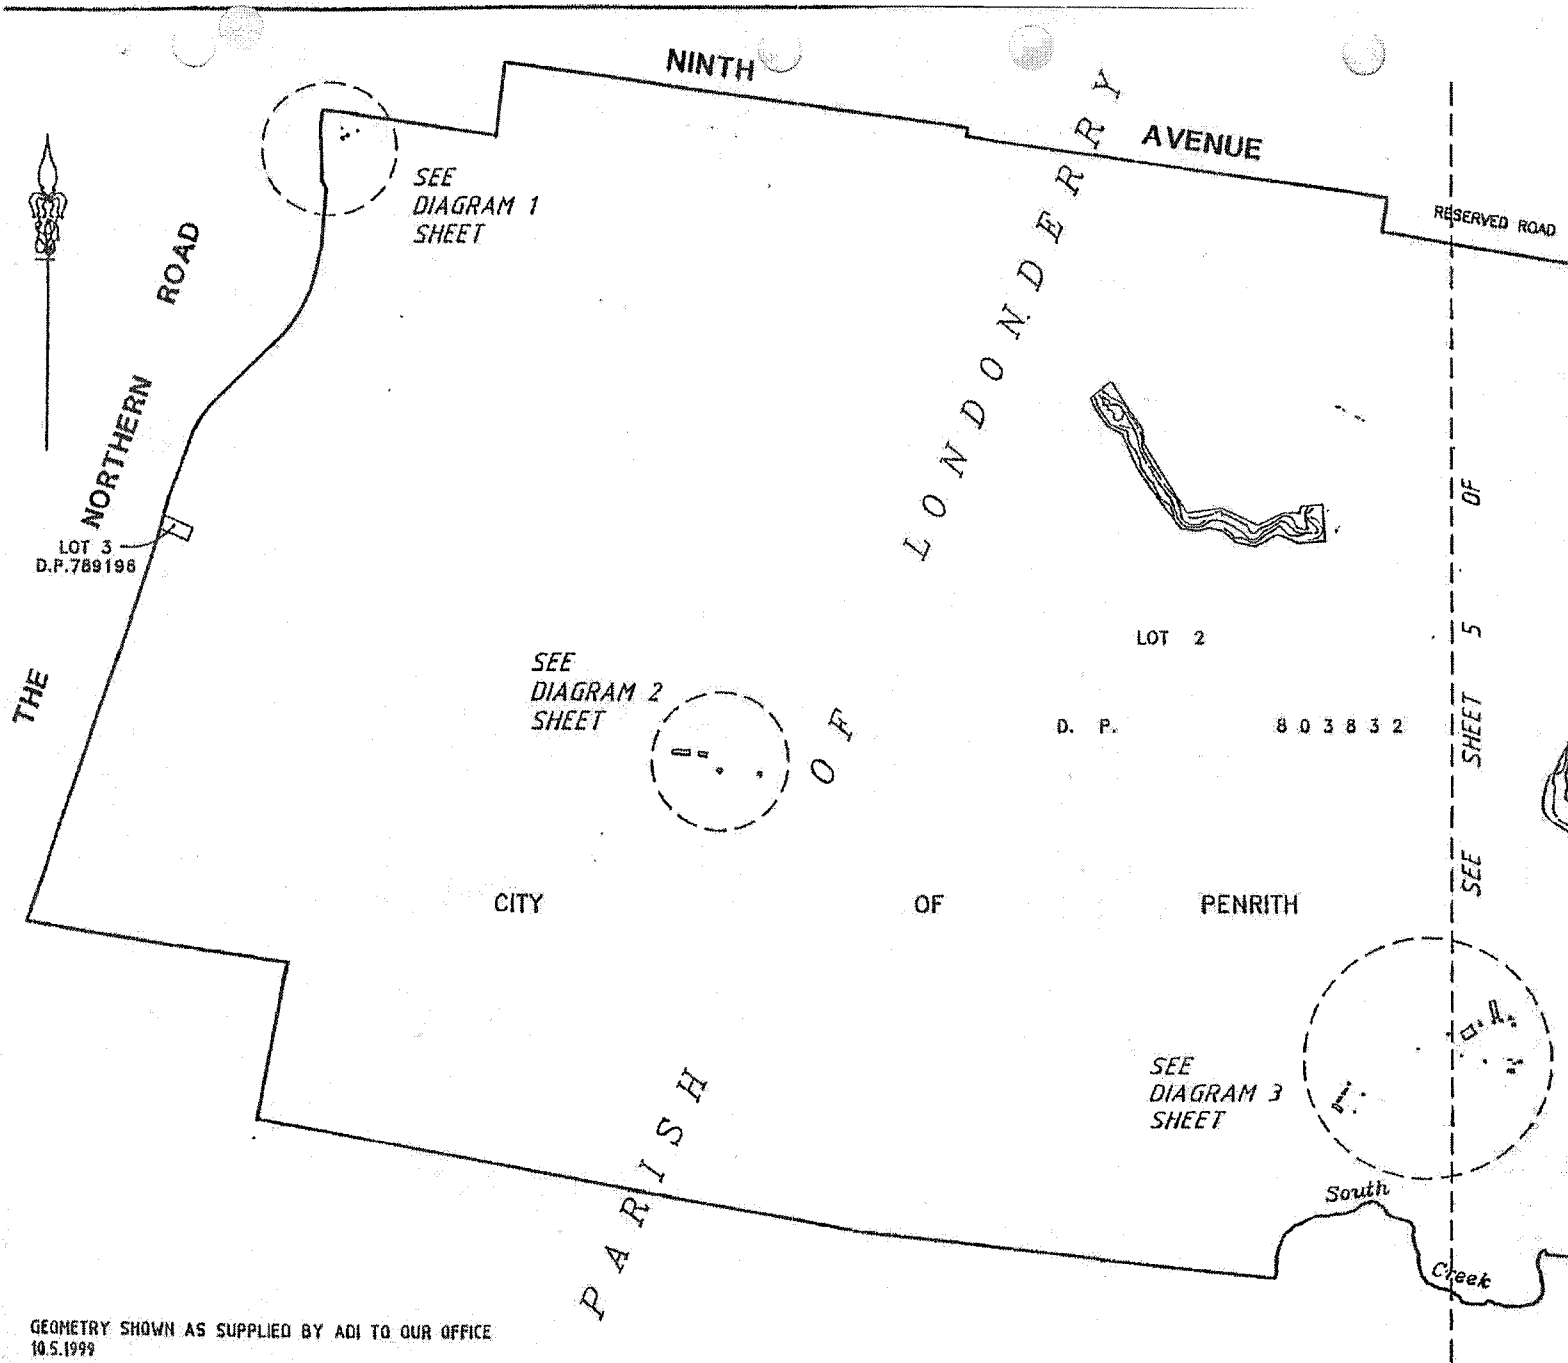 NINTH
AVENUE
RESERVED ROAD
SEE
DIAGRAM 1
SHEET
THE NORTHERN ROAD
LOT 3
D.P.789196
PARISH OF LONDONDERRY
SEE
DIAGRAM 2
SHEET
LOT 2
D. P. 803832
SEE SHEET 5 OF
CITY OF PENRITH
SEE
DIAGRAM 3
SHEET
South
Creek
GEOMETRY SHOWN AS SUPPLIED BY ADI TO OUR OFFICE
10.5.1999